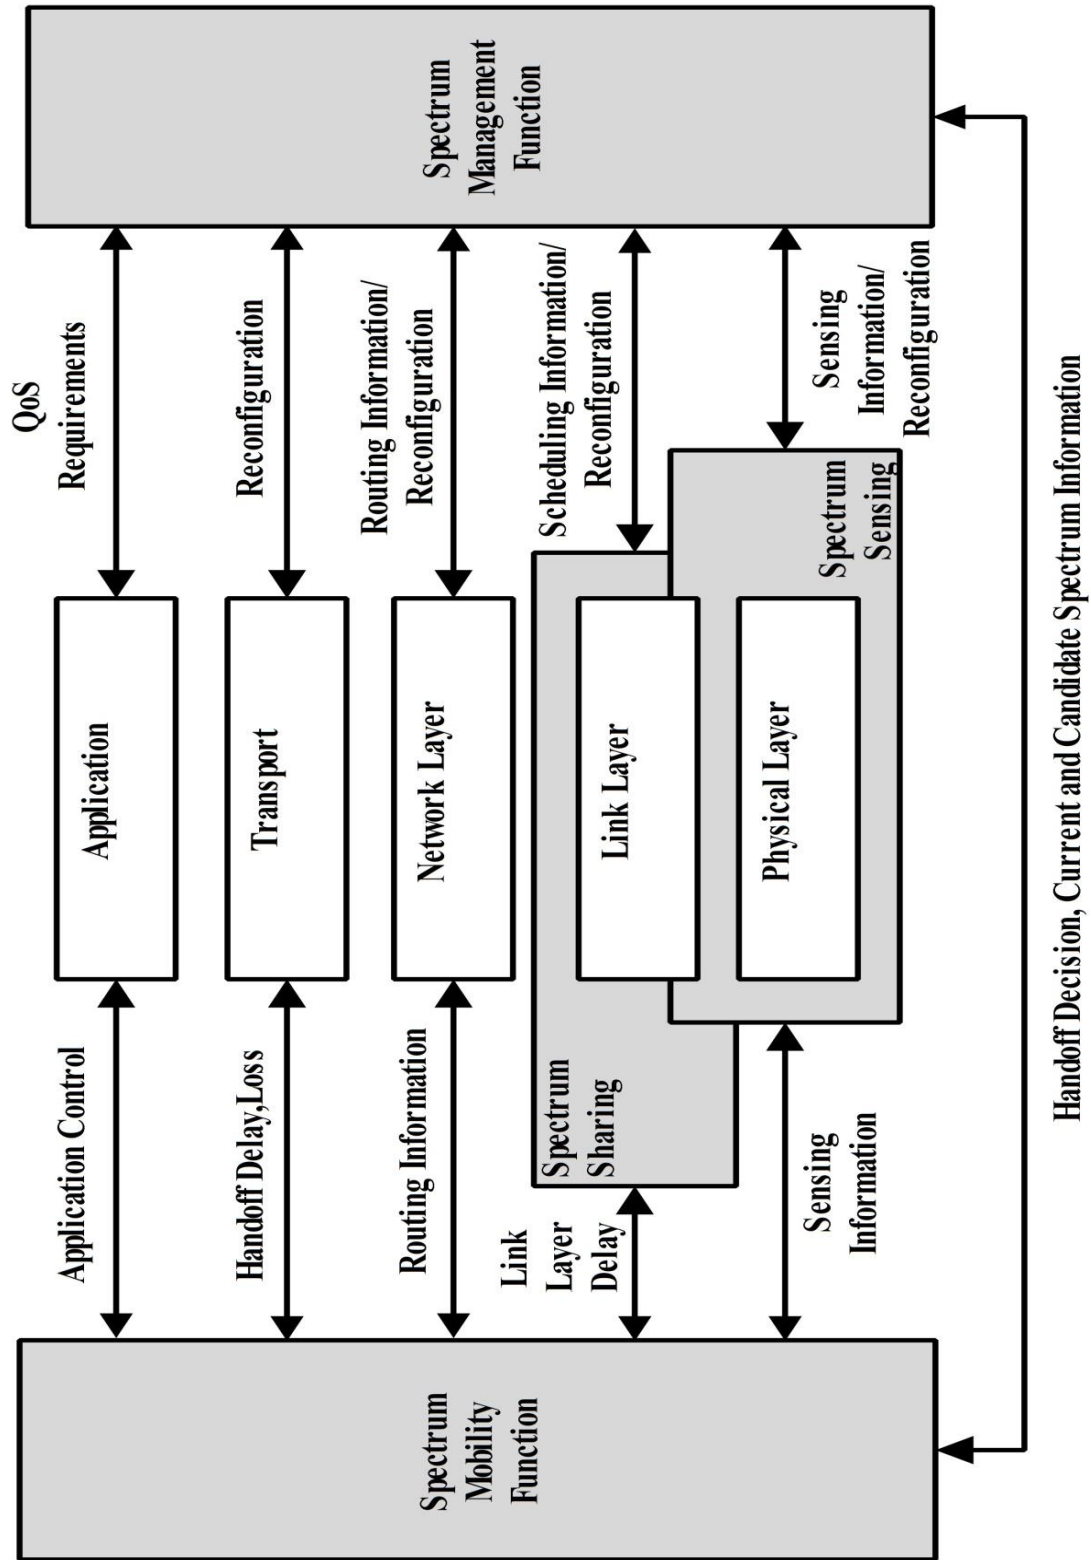 Application Control
Application
QoS
Requirements
Handoff Delay,Loss
Transport
Reconfiguration
Routing Information
Network Layer
Routing Information/
Reconfiguration
Spectrum
Mobility
Function
Spectrum
Management
Function
Link
Layer
Delay
Spectrum
Sharing
Link Layer
Scheduling Information/
Reconfiguration
Sensing
Information
Physical Layer
Spectrum
Sensing
Sensing
Information/
Reconfiguration
Handoff Decision, Current and Candidate Spectrum Information